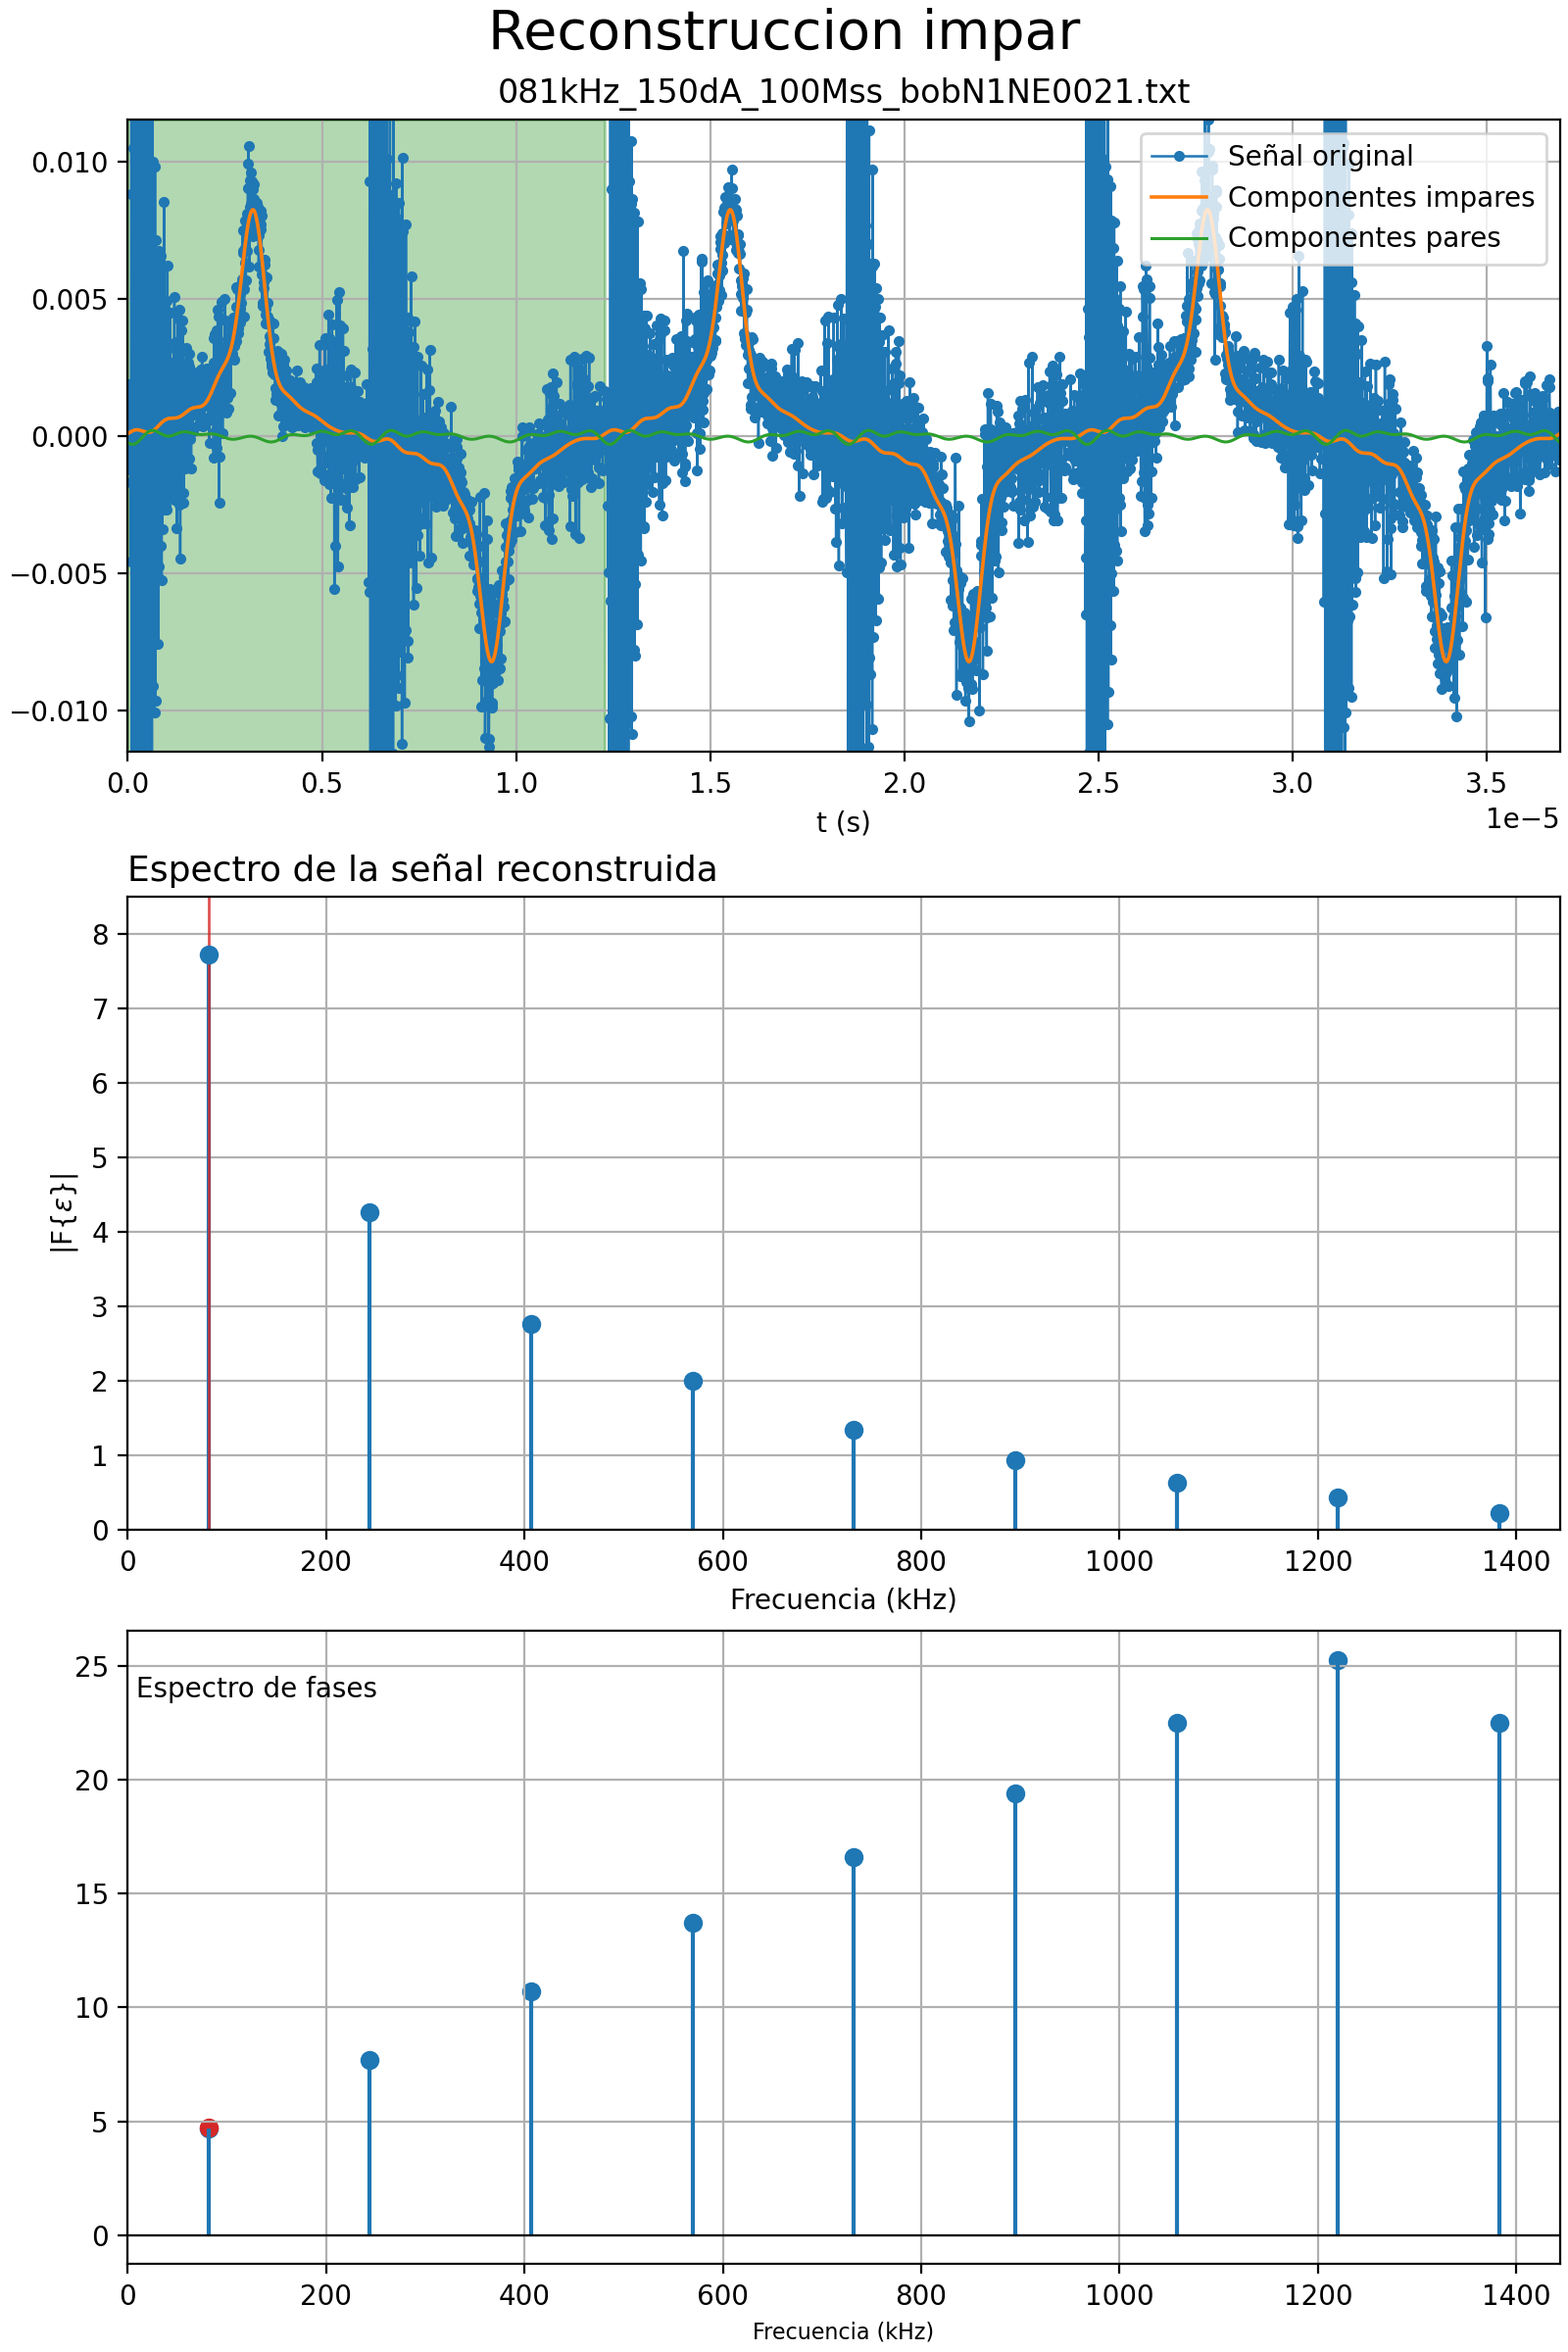 Reconstruccion impar
081kHz_150dA_100Mss_bobN1NE0021.txt
Señal original
Componentes impares
Componentes pares
0.010
0.005
0.000
−0.005
−0.010
0.0 0.5 1.0 1.5 2.0 2.5 3.0 3.5
1e−5
t (s)
Espectro de la señal reconstruida
8
7
6
5
4
3
2
1
0
|F{ε}|
0 200 400 600 800 1000 1200 1400
Frecuencia (kHz)
Espectro de fases
25
20
15
10
5
0
0 200 400 600 800 1000 1200 1400
Frecuencia (kHz)